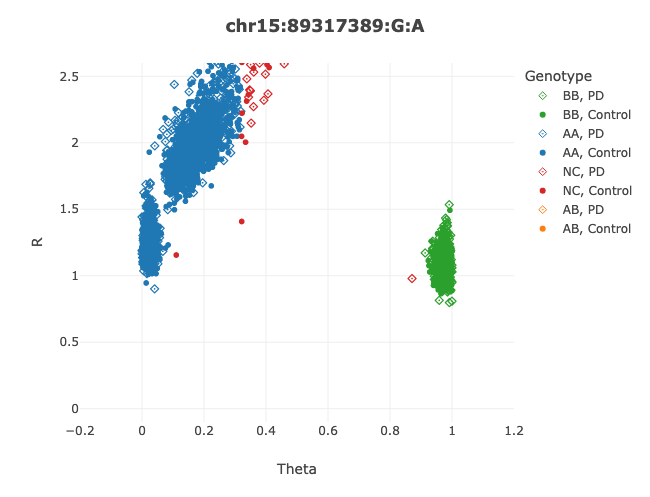 chr15:89317389:G:A
Genotype
BB, PD
BB, Control
AA, PD
AA, Control
NC, PD
NC, Control
AB, PD
AB, Control
2.5
2
1.5
1
0.5
0
R
−0.2 0 0.2 0.4 0.6 0.8 1 1.2
Theta